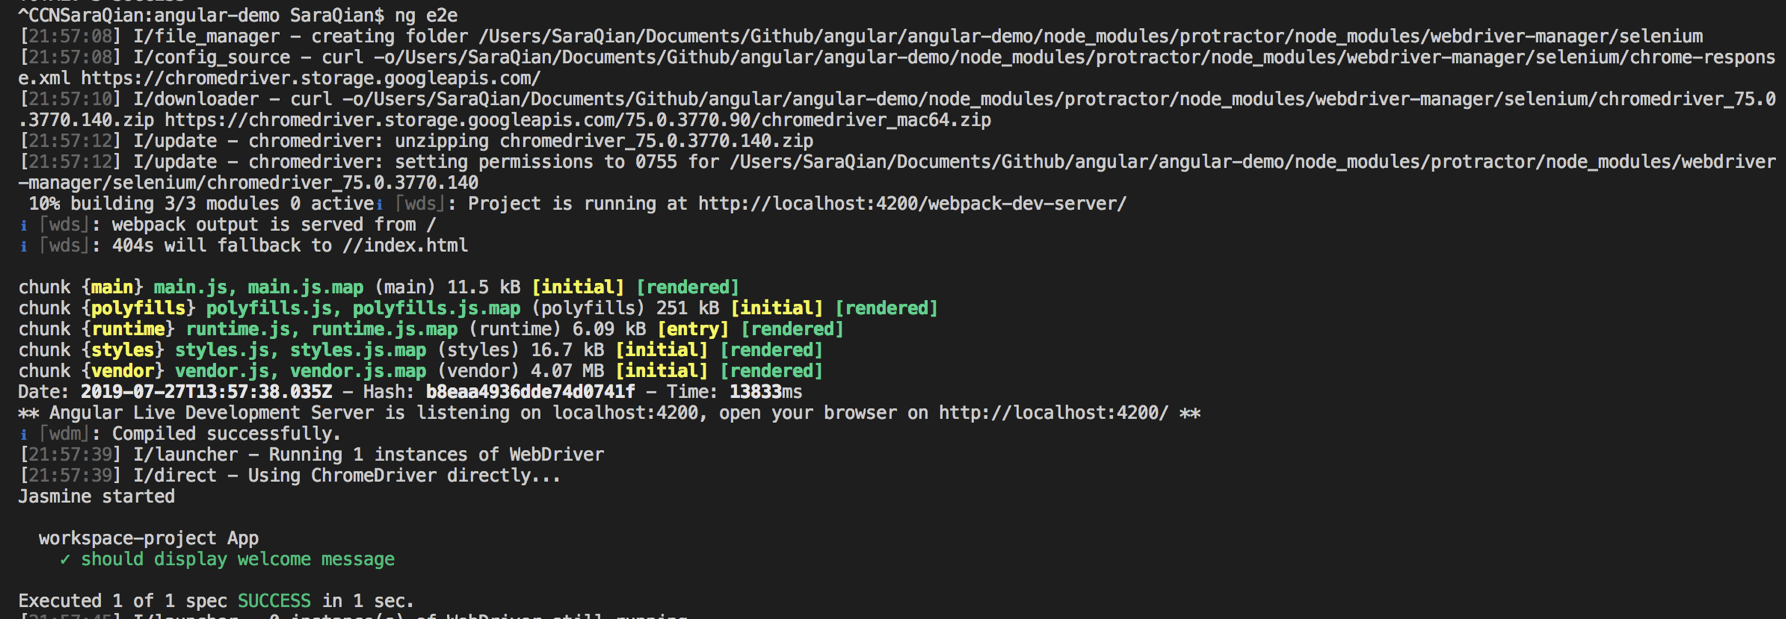 ^CCNSaraQian:angular-demo SaraQian$ ng e2e
[21:57:08] I/file_manager - creating folder /Users/SaraQian/Documents/Github/angular/angular-demo/node_modules/protractor/node_modules/webdriver-manager/selenium
[21:57:08] I/config_source - curl -o/Users/SaraQian/Documents/Github/angular/angular-demo/node_modules/protractor/node_modules/webdriver-manager/selenium/chrome-respons
e.xml https://chromedriver.storage.googleapis.com/
[21:57:10] I/downloader - curl -o/Users/SaraQian/Documents/Github/angular/angular-demo/node_modules/protractor/node_modules/webdriver-manager/selenium/chromedriver_75.0
.3770.140.zip https://chromedriver.storage.googleapis.com/75.0.3770.90/chromedriver_mac64.zip
[21:57:12] I/update - chromedriver: unzipping chromedriver_75.0.3770.140.zip
[21:57:12] I/update - chromedriver: setting permissions to 0755 for /Users/SaraQian/Documents/Github/angular/angular-demo/node_modules/protractor/node_modules/webdriver
-manager/selenium/chromedriver_75.0.3770.140
10% building 3/3 modules 0 activeℹ ｢wds｣: Project is running at http://localhost:4200/webpack-dev-server/
ℹ ｢wds｣: webpack output is served from /
ℹ ｢wds｣: 404s will fallback to //index.html
chunk {main} main.js, main.js.map (main) 11.5 kB [initial] [rendered]
chunk {polyfills} polyfills.js, polyfills.js.map (polyfills) 251 kB [initial] [rendered]
chunk {runtime} runtime.js, runtime.js.map (runtime) 6.09 kB [entry] [rendered]
chunk {styles} styles.js, styles.js.map (styles) 16.7 kB [initial] [rendered]
chunk {vendor} vendor.js, vendor.js.map (vendor) 4.07 MB [initial] [rendered]
Date: 2019-07-27T13:57:38.035Z - Hash: b8eaa4936dde74d0741f - Time: 13833ms
** Angular Live Development Server is listening on localhost:4200, open your browser on http://localhost:4200/ **
ℹ ｢wdm｣: Compiled successfully.
[21:57:39] I/launcher - Running 1 instances of WebDriver
[21:57:39] I/direct - Using ChromeDriver directly...
Jasmine started
workspace-project App
✓ should display welcome message
Executed 1 of 1 spec SUCCESS in 1 sec.
[21:57:45] I/launcher - 0 instance(s) of WebDriver still running